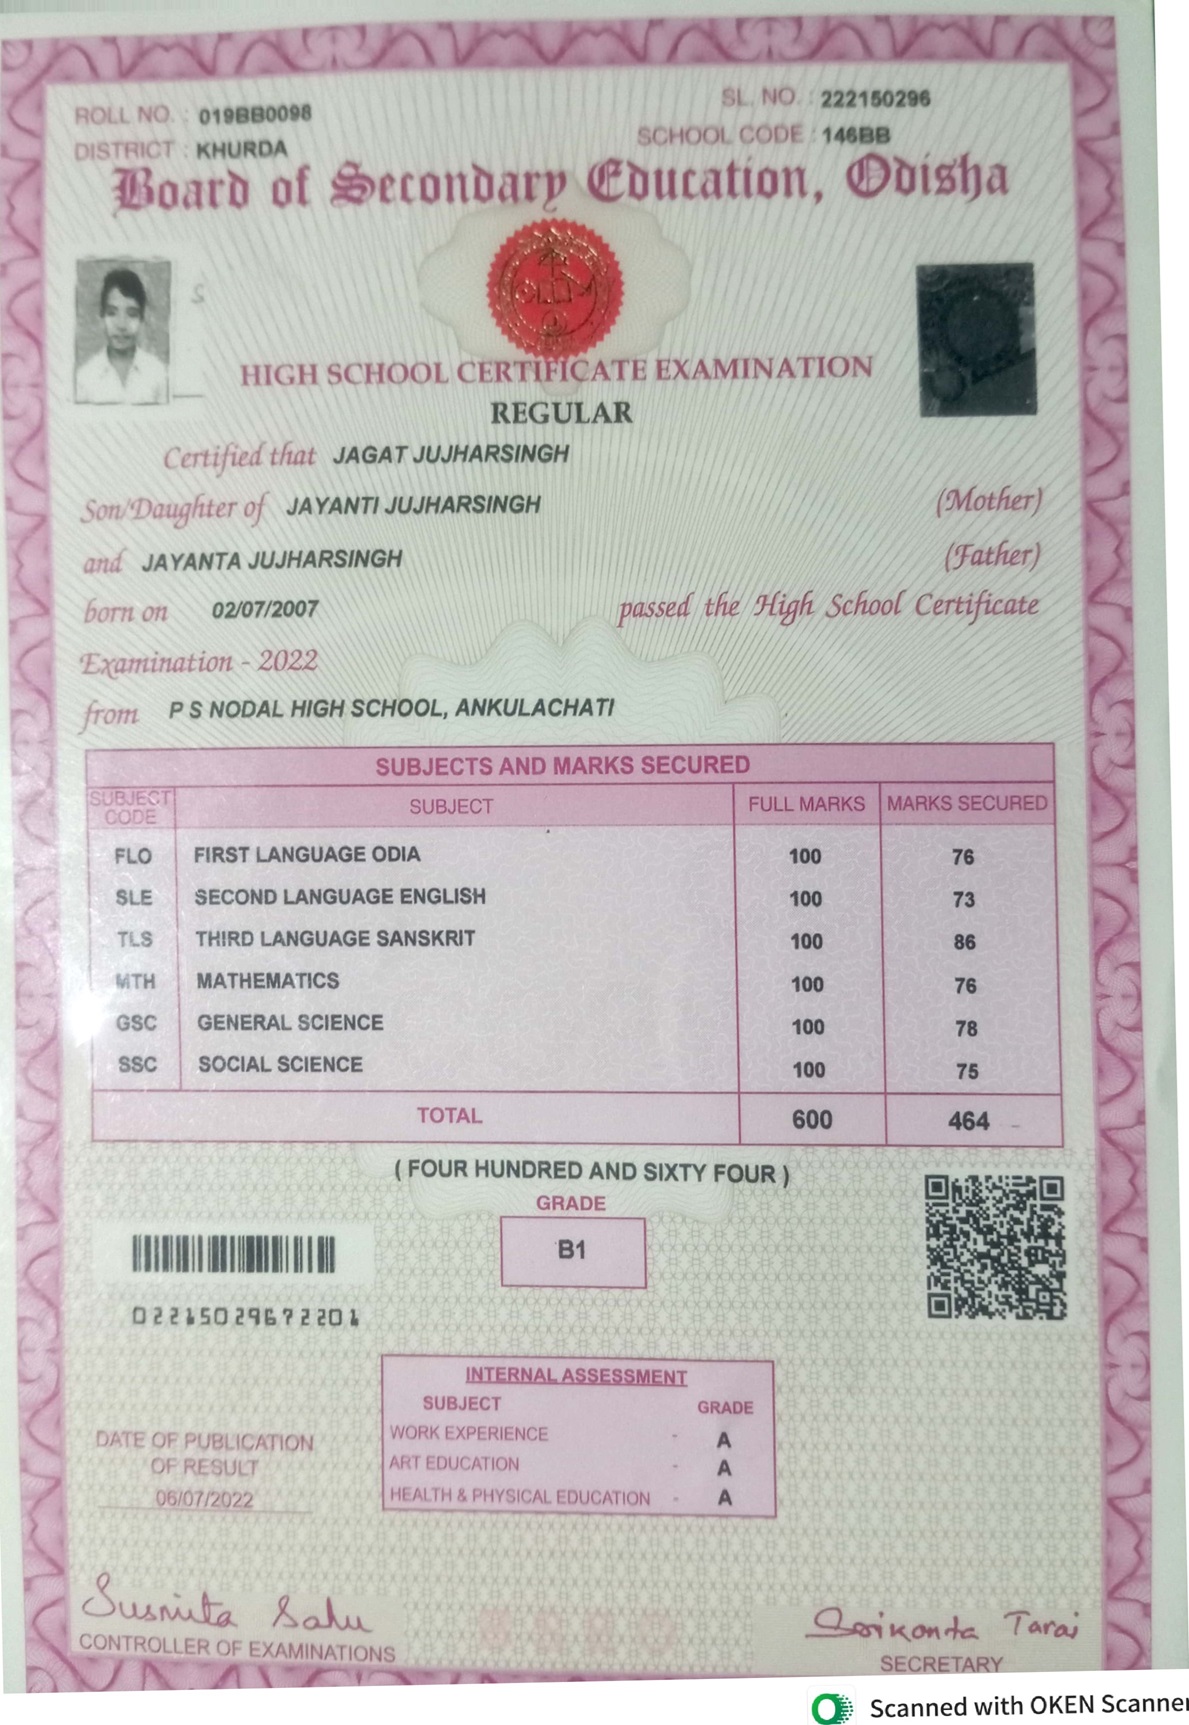 ROLL NO. : 019BB0098
SL. NO. : 222150296
DISTRICT : KHURDA
SCHOOL CODE : 146BB
Board of Secondary Education, Odisha
HIGH SCHOOL CERTIFICATE EXAMINATION
REGULAR
Certified that JAGAT JUJHARSINGH
Son/Daughter of JAYANTI JUJHARSINGH (Mother)
and JAYANTA JUJHARSINGH (Father)
born on 02/07/2007 passed the High School Certificate
Examination - 2022
from P S NODAL HIGH SCHOOL, ANKULACHATI
SUBJECTS AND MARKS SECURED
SUBJECT CODE SUBJECT FULL MARKS MARKS SECURED
FLO FIRST LANGUAGE ODIA 100 76
SLE SECOND LANGUAGE ENGLISH 100 73
TLS THIRD LANGUAGE SANSKRIT 100 86
MTH MATHEMATICS 100 76
GSC GENERAL SCIENCE 100 78
SSC SOCIAL SCIENCE 100 75
TOTAL 600 464
( FOUR HUNDRED AND SIXTY FOUR )
GRADE
B1
02215029672201
INTERNAL ASSESSMENT
SUBJECT GRADE
WORK EXPERIENCE - A
ART EDUCATION - A
HEALTH & PHYSICAL EDUCATION - A
DATE OF PUBLICATION
OF RESULT
06/07/2022
Susmita Sahu
CONTROLLER OF EXAMINATIONS
Srikanta Tarai
SECRETARY
Scanned with OKEN Scanner